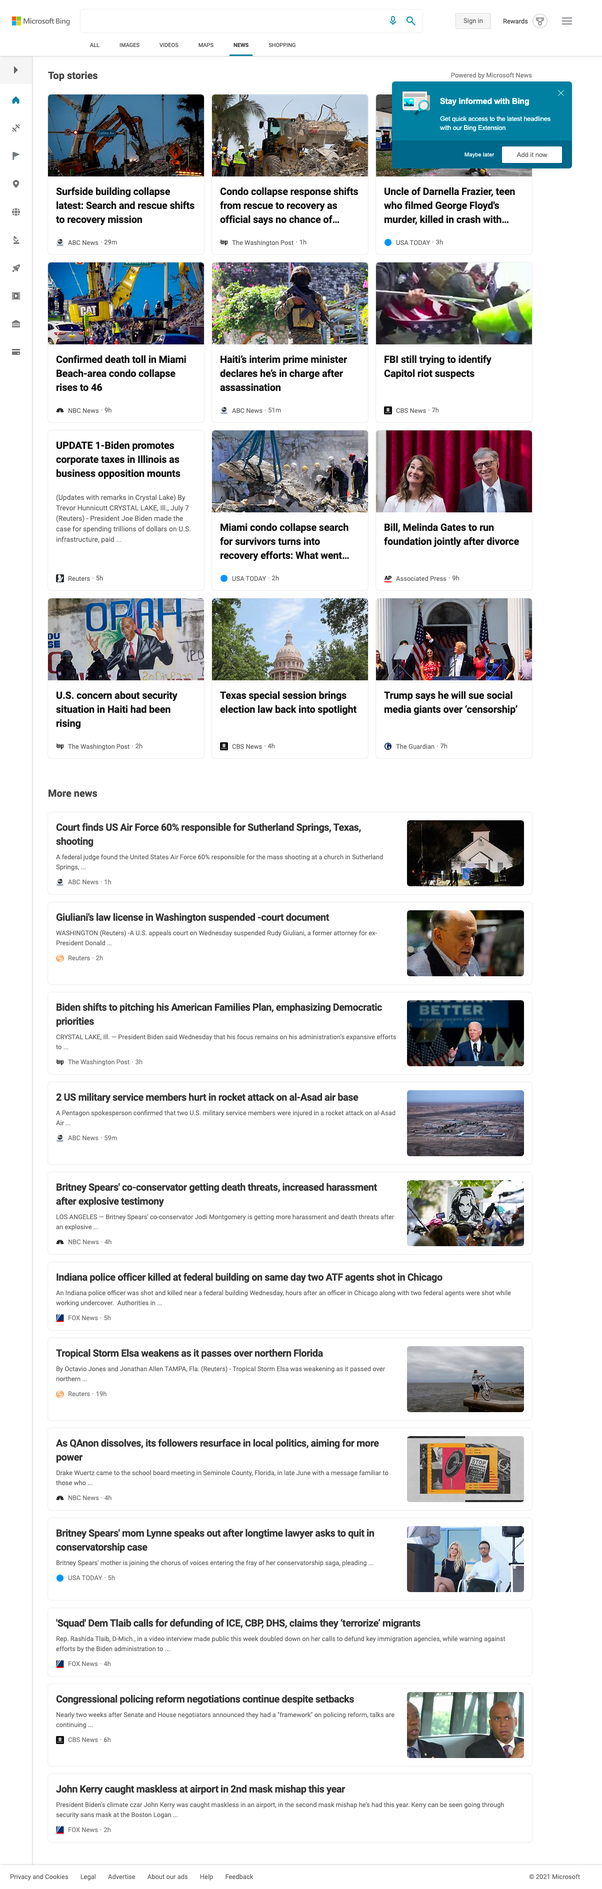 Microsoft Bing
Sign in
Rewards
ALL
IMAGES
VIDEOS
MAPS
NEWS
SHOPPING
Top stories
Powered by Microsoft News
Stay informed with Bing
Get quick access to the latest headlines
with our Bing Extension
Maybe later
Add it now
Surfside building collapse
latest: Search and rescue shifts
to recovery mission
ABC News · 29m
Condo collapse response shifts
from rescue to recovery as
official says no chance of...
wp The Washington Post · 1h
Uncle of Darnella Frazier, teen
who filmed George Floyd's
murder, killed in crash with...
USA TODAY · 3h
CAT
Confirmed death toll in Miami
Beach-area condo collapse
rises to 46
NBC News · 9h
Haiti's interim prime minister
declares he's in charge after
assassination
ABC News · 51m
FBI still trying to identify
Capitol riot suspects
CBS News · 7h
UPDATE 1-Biden promotes
corporate taxes in Illinois as
business opposition mounts
(Updates with remarks in Crystal Lake) By
Trevor Hunnicutt CRYSTAL LAKE, Ill., July 7
(Reuters) - President Joe Biden made the
case for spending trillions of dollars on U.S.
infrastructure, paid ...
Reuters · 5h
Miami condo collapse search
for survivors turns into
recovery efforts: What went...
USA TODAY · 2h
Bill, Melinda Gates to run
foundation jointly after divorce
AP Associated Press · 9h
U.S. concern about security
situation in Haiti had been
rising
wp The Washington Post · 2h
Texas special session brings
election law back into spotlight
CBS News · 4h
Trump says he will sue social
media giants over 'censorship'
The Guardian · 7h
More news
Court finds US Air Force 60% responsible for Sutherland Springs, Texas,
shooting
A federal judge found the United States Air Force 60% responsible for the mass shooting at a church in Sutherland
Springs, ...
ABC News · 1h
Giuliani's law license in Washington suspended -court document
WASHINGTON (Reuters) -A U.S. appeals court on Wednesday suspended Rudy Giuliani, a former attorney for ex-
President Donald ...
Reuters · 2h
Biden shifts to pitching his American Families Plan, emphasizing Democratic
priorities
CRYSTAL LAKE, Ill. — President Biden said Wednesday that his focus remains on his administration's expansive efforts
to ...
wp The Washington Post · 3h
BETTER
2 US military service members hurt in rocket attack on al-Asad air base
A Pentagon spokesperson confirmed that two U.S. military service members were injured in a rocket attack on al-Asad
Air ...
ABC News · 59m
Britney Spears' co-conservator getting death threats, increased harassment
after explosive testimony
LOS ANGELES — Britney Spears' co-conservator Jodi Montgomery is getting more harassment and death threats after
an explosive ...
NBC News · 4h
Indiana police officer killed at federal building on same day two ATF agents shot in Chicago
An Indiana police officer was shot and killed near a federal building Wednesday, hours after an officer in Chicago along with two federal agents were shot while
working undercover. Authorities in ...
FOX News · 5h
Tropical Storm Elsa weakens as it passes over northern Florida
By Octavio Jones and Jonathan Allen TAMPA, Fla. (Reuters) - Tropical Storm Elsa was weakening as it passed over
northern ...
Reuters · 19h
As QAnon dissolves, its followers resurface in local politics, aiming for more
power
Drake Wuertz came to the school board meeting in Seminole County, Florida, in late June with a message familiar to
those who ...
NBC News · 4h
STOP
Britney Spears' mom Lynne speaks out after longtime lawyer asks to quit in
conservatorship case
Britney Spears' mother is joining the chorus of voices entering the fray of her conservatorship saga, pleading ...
USA TODAY · 5h
'Squad' Dem Tlaib calls for defunding of ICE, CBP, DHS, claims they 'terrorize' migrants
Rep. Rashida Tlaib, D-Mich., in a video interview made public this week doubled down on her calls to defund key immigration agencies, while warning against
efforts by the Biden administration to ...
FOX News · 4h
Congressional policing reform negotiations continue despite setbacks
Nearly two weeks after Senate and House negotiators announced they had a "framework" on policing reform, talks are
continuing ...
CBS News · 6h
John Kerry caught maskless at airport in 2nd mask mishap this year
President Biden's climate czar John Kerry was caught maskless in an airport, in the second mask mishap he's had this year. Kerry can be seen going through
security sans mask at the Boston Logan ...
FOX News · 2h
Privacy and Cookies
Legal
Advertise
About our ads
Help
Feedback
© 2021 Microsoft